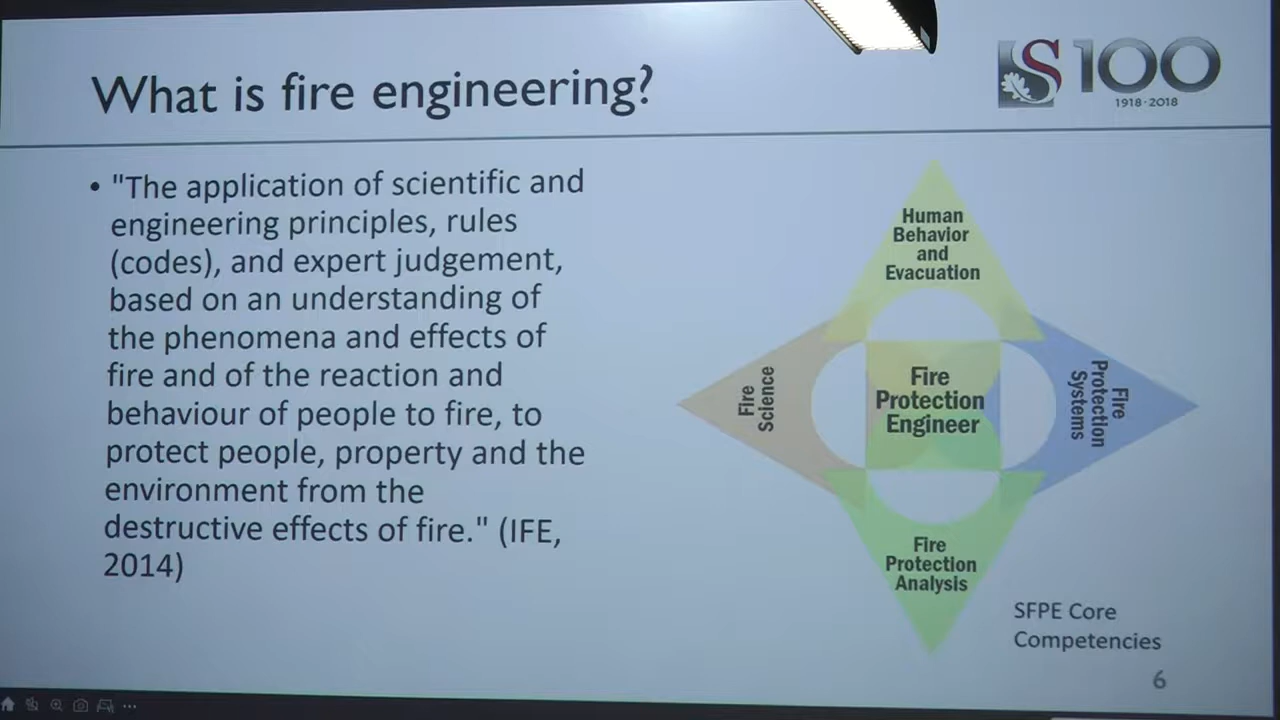 What is fire engineering?
S100
1918·2018
• "The application of scientific and
engineering principles, rules
(codes), and expert judgement,
based on an understanding of
the phenomena and effects of
fire and of the reaction and
behaviour of people to fire, to
protect people, property and the
environment from the
destructive effects of fire." (IFE,
2014)
Human
Behavior
and
Evacuation
Fire
Science
Fire
Protection
Engineer
Fire
Protection
Systems
Fire
Protection
Analysis
SFPE Core
Competencies
6